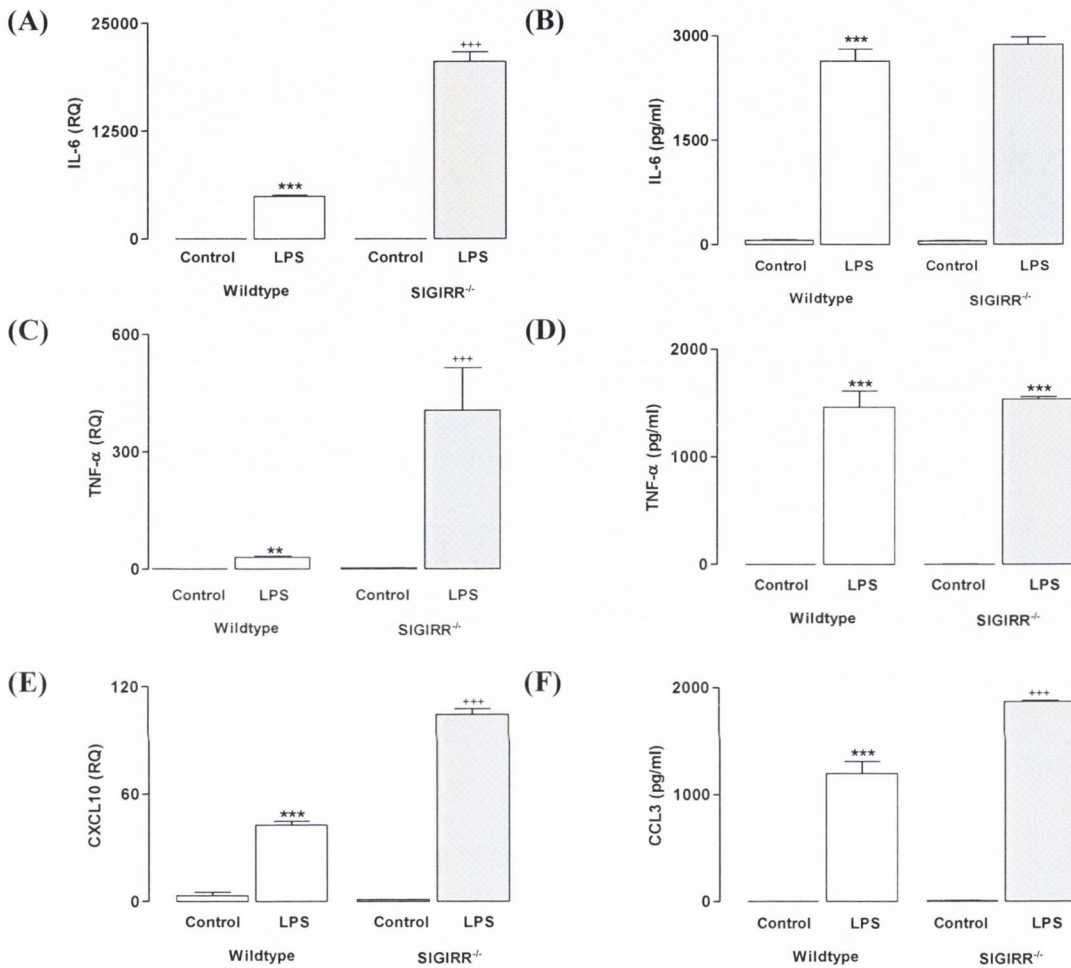 (A)
25000
12500
0
IL-6 (RQ)
***
+++
Control LPS Control LPS
Wildtype SIGIRR-/-
(B)
3000
1500
0
IL-6 (pg/ml)
***
Control LPS Control LPS
Wildtype SIGIRR-/-
(C)
600
300
0
TNF-α (RQ)
**
+++
Control LPS Control LPS
Wildtype SIGIRR-/-
(D)
2000
1000
0
TNF-α (pg/ml)
***
***
Control LPS Control LPS
Wildtype SIGIRR-/-
(E)
120
60
0
CXCL10 (RQ)
***
+++
Control LPS Control LPS
Wildtype SIGIRR-/-
(F)
2000
1000
0
CCL3 (pg/ml)
***
+++
Control LPS Control LPS
Wildtype SIGIRR-/-